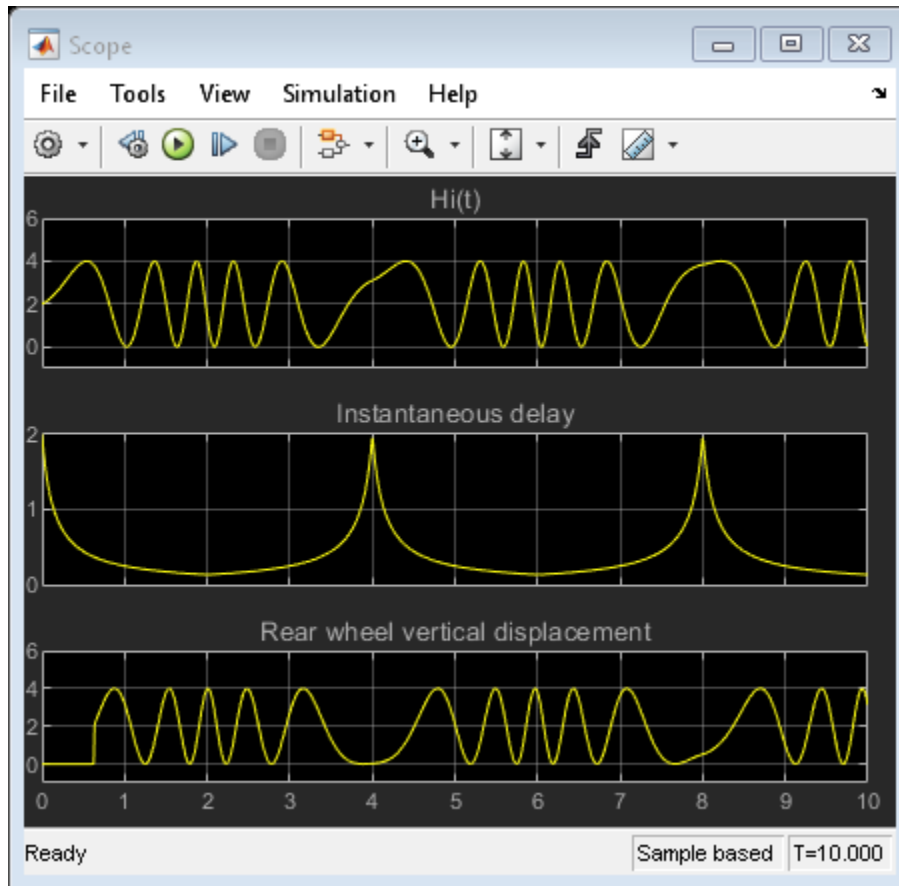 Scope
File Tools View Simulation Help
Hi(t)
6
4
2
0
Instantaneous delay
2
1
0
Rear wheel vertical displacement
6
4
2
0
0 1 2 3 4 5 6 7 8 9 10
Ready Sample based T=10.000